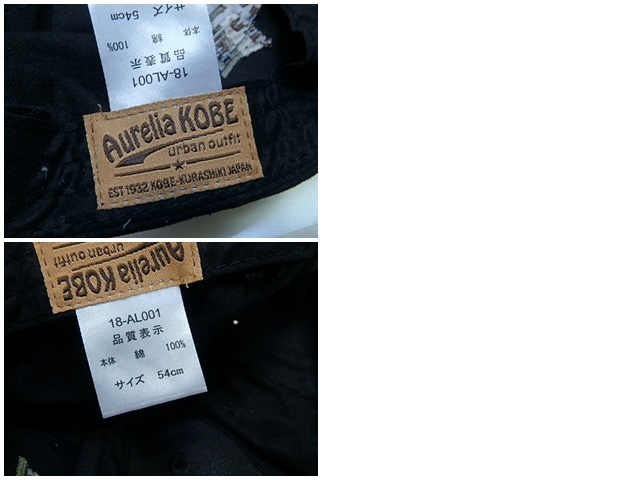 サイズ 54cm
本体 綿 100%
品質表示
18-AL001
Aurelia KOBE
urban outfit
EST 1932 KOBE-KURASHIKI JAPAN
urban outfit
Aurelia KOBE
18-AL001
品質表示
本体 綿 100%
サイズ 54cm